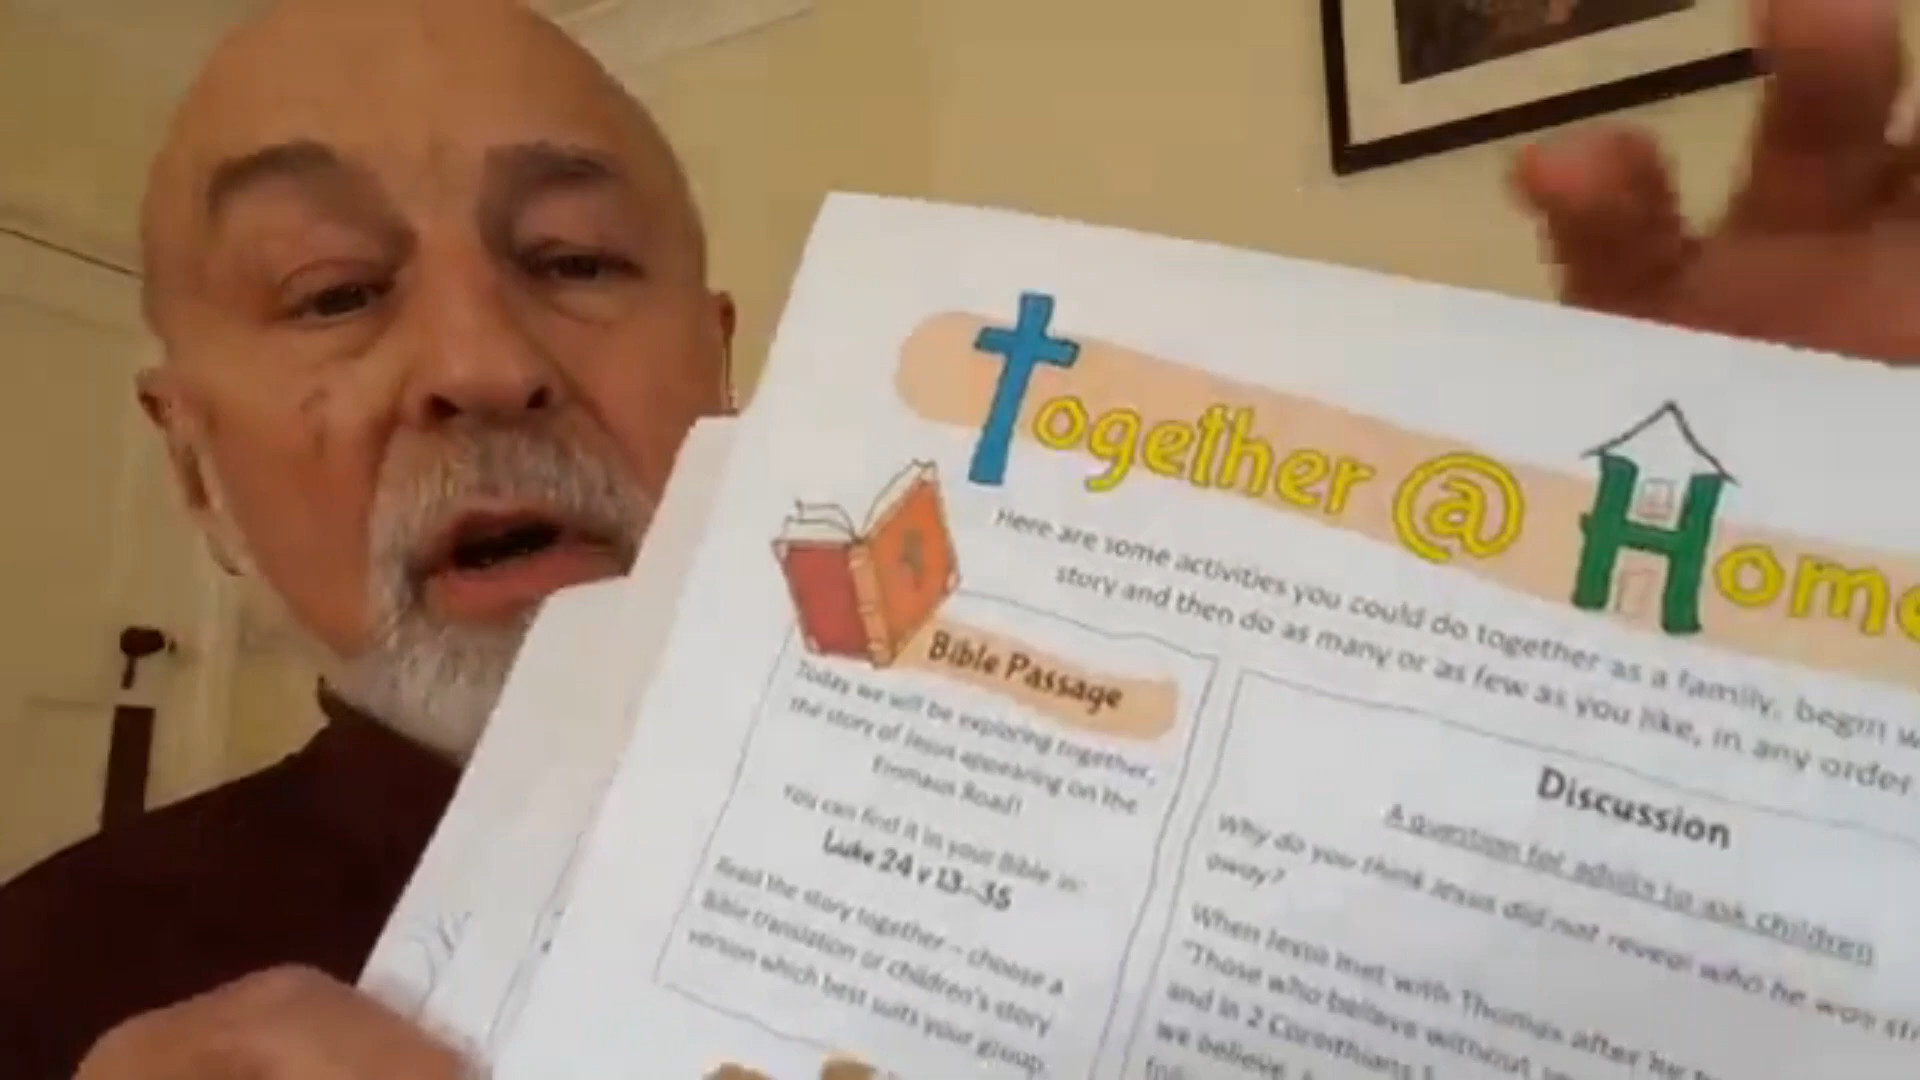 Together @ Home
Here are some activities you could do together as a family, begin w
story and then do as many or as few as you like, in any order
Bible Passage
Today we will be exploring together,
the story of Jesus appearing on the
Emmaus Road!
You can find it in your Bible in:
Luke 24 v 13-35
Read the story together – choose a
Bible translation or children's story
version which best suits your group.
Discussion
A question for adults to ask children
Why do you think Jesus did not reveal who he was str
away?
When Jesus met with Thomas after his
"Those who believe without
and in 2 Corinthians
we believe